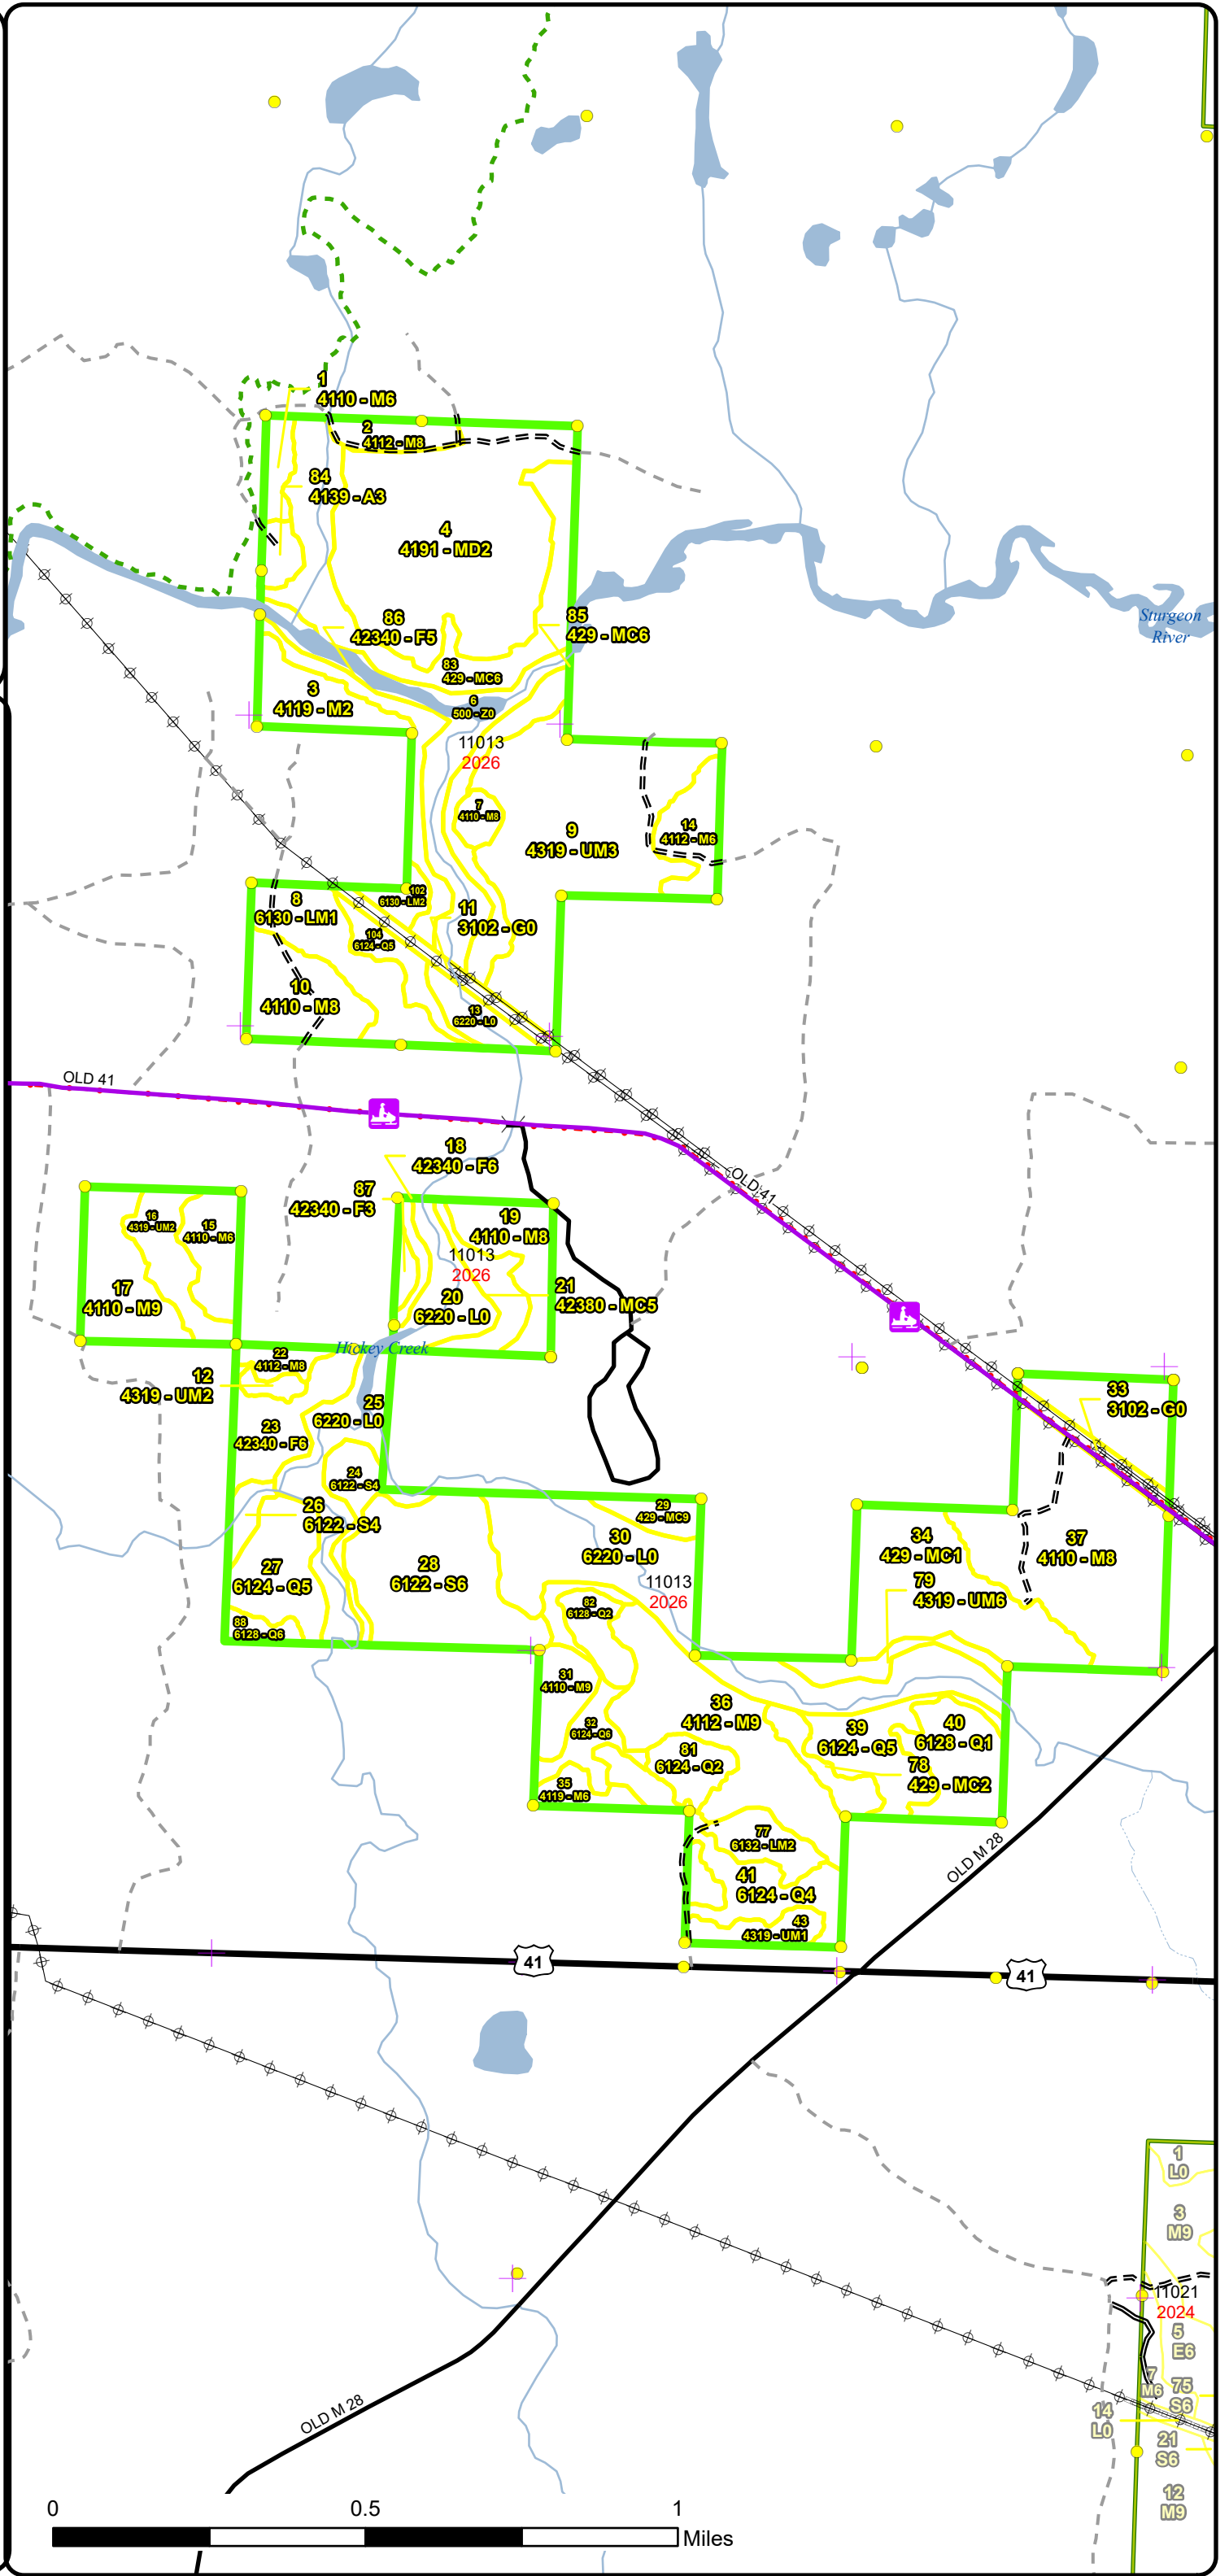 1
4110 - M6
2
4112 - M8
84
4139 - A3
4
4191 - MD2
86
42340 - F5
85
429 - MC6
Sturgeon
River
83
429 - MC6
3
4119 - M2
6
500 - Z0
11013
2026
7
4110 - M8
9
4319 - UM3
14
4112 - M6
102
6130 - LM2
8
6130 - LM1
11
3102 - G0
104
6124 - Q5
10
4110 - M8
13
6220 - L0
OLD 41
18
42340 - F6
OLD 41
87
42340 - F3
16
4319 - UM2
15
4110 - M6
19
4110 - M8
11013
2026
17
4110 - M9
20
6220 - L0
21
42380 - MC5
Hickey Creek
22
4112 - M8
12
4319 - UM2
25
6220 - L0
33
3102 - G0
23
42340 - F6
24
6122 - S4
26
6122 - S4
29
429 - MC9
30
6220 - L0
34
429 - MC1
37
4110 - M8
27
6124 - Q5
28
6122 - S6
11013
2026
79
4319 - UM6
82
6128 - Q2
88
6128 - Q6
31
4110 - M9
32
6124 - Q6
36
4112 - M9
39
6124 - Q5
40
6128 - Q1
81
6124 - Q2
78
429 - MC2
35
4119 - M6
77
6132 - LM2
OLD M 28
41
6124 - Q4
43
4319 - UM1
41
41
1
L0
3
M9
11021
2024
5
E6
7
M6
75
S6
14
L0
21
S6
OLD M 28
12
M9
0
0.5
1
Miles